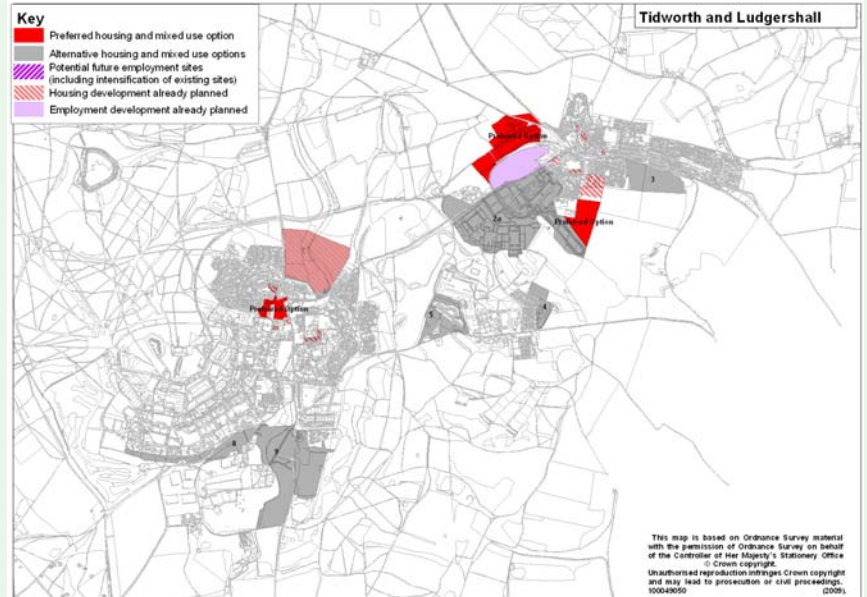 Key
Preferred housing and mixed use option
Alternative housing and mixed use options
Potential future employment sites
(including intensification of existing sites)
Housing development already planned
Employment development already planned
Tidworth and Ludgershall
Preferred Option
3
2a
Preferred Option
5
4
Preferred Option
8
9
This map is based on Ordnance Survey material
with the permission of Ordnance Survey on behalf
of the Controller of Her Majesty's Stationery Office
© Crown copyright.
Unauthorised reproduction infringes Crown copyright
and may lead to prosecution or civil proceedings.
100049050 (2009).